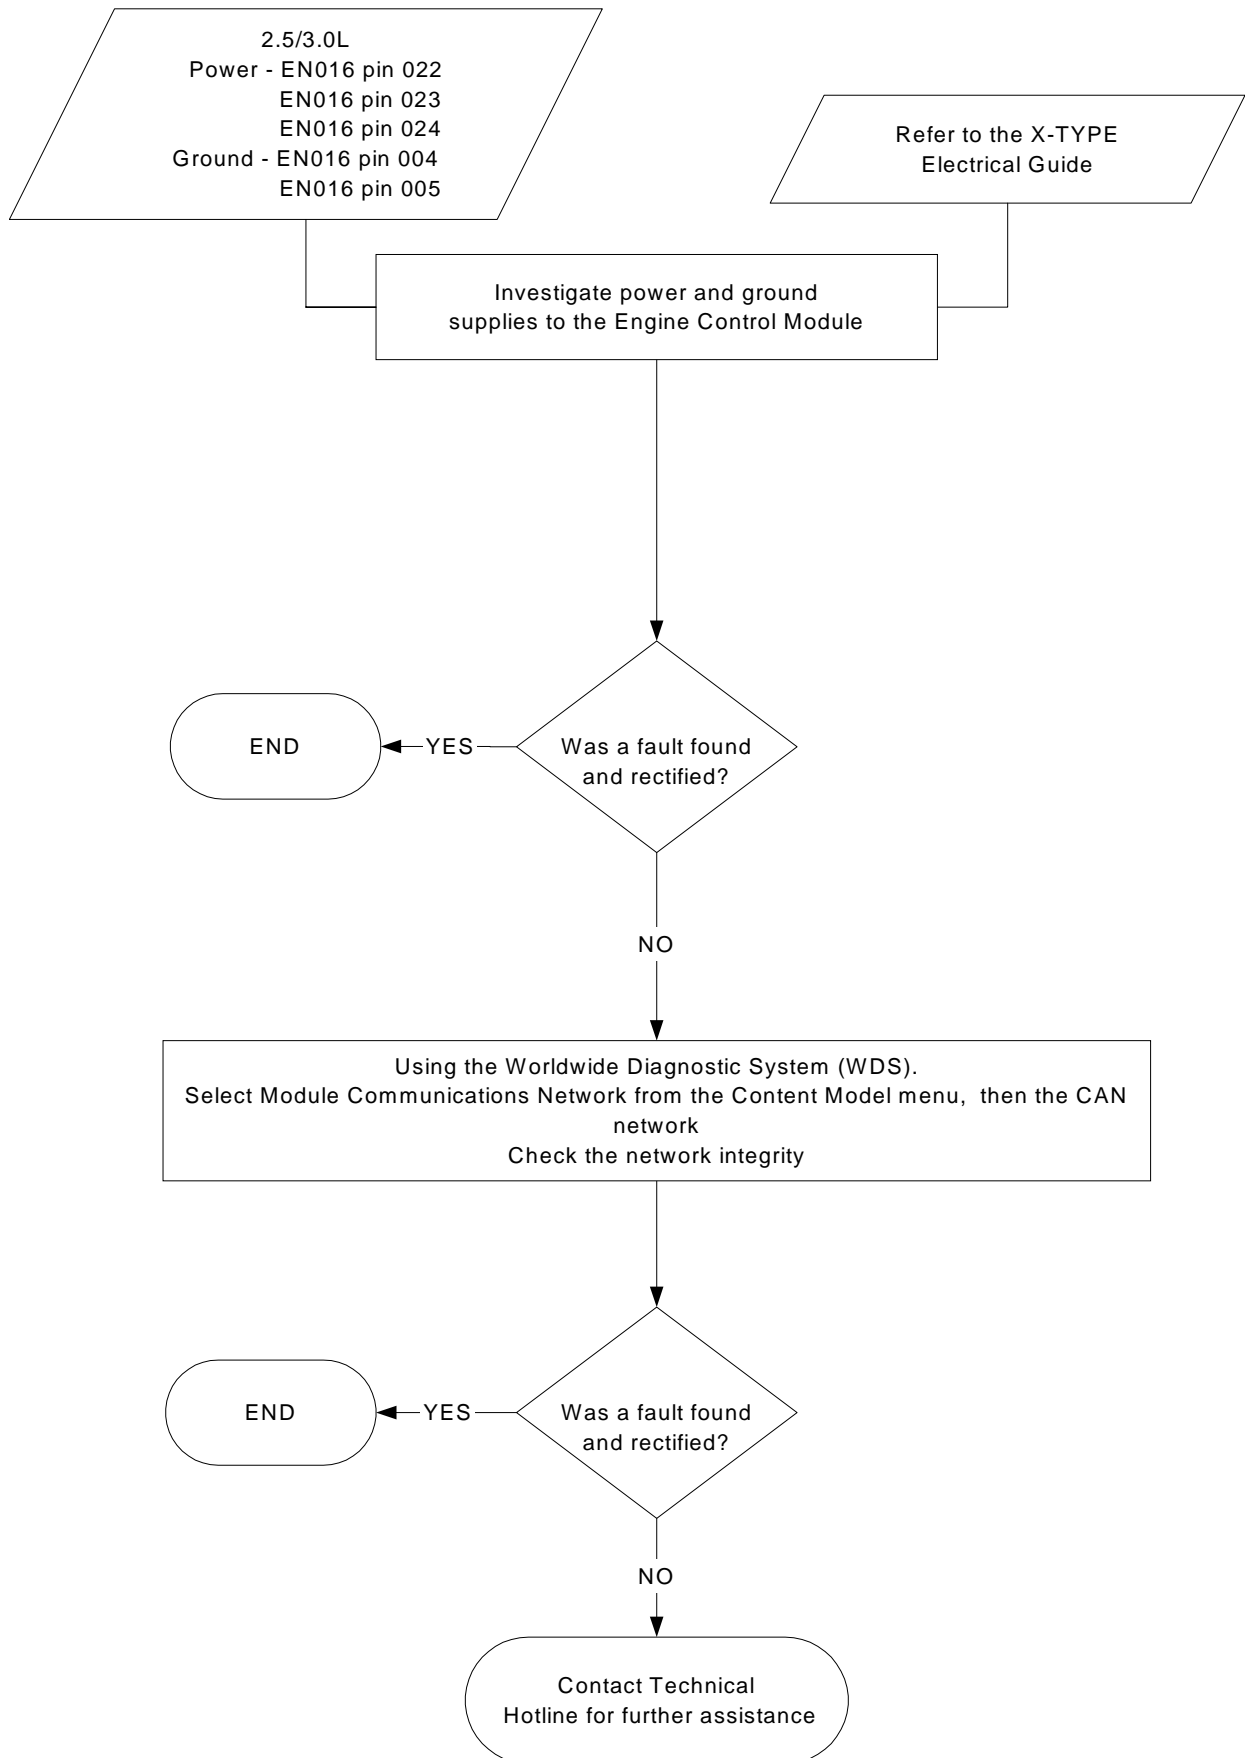 2.5/3.0L
Power - EN016 pin 022
EN016 pin 023
EN016 pin 024
Ground - EN016 pin 004
EN016 pin 005
Refer to the X-TYPE
Electrical Guide
Investigate power and ground
supplies to the Engine Control Module
Was a fault found
and rectified?
YES
END
NO
Using the Worldwide Diagnostic System (WDS).
Select Module Communications Network from the Content Model menu, then the CAN
network
Check the network integrity
Was a fault found
and rectified?
YES
END
NO
Contact Technical
Hotline for further assistance